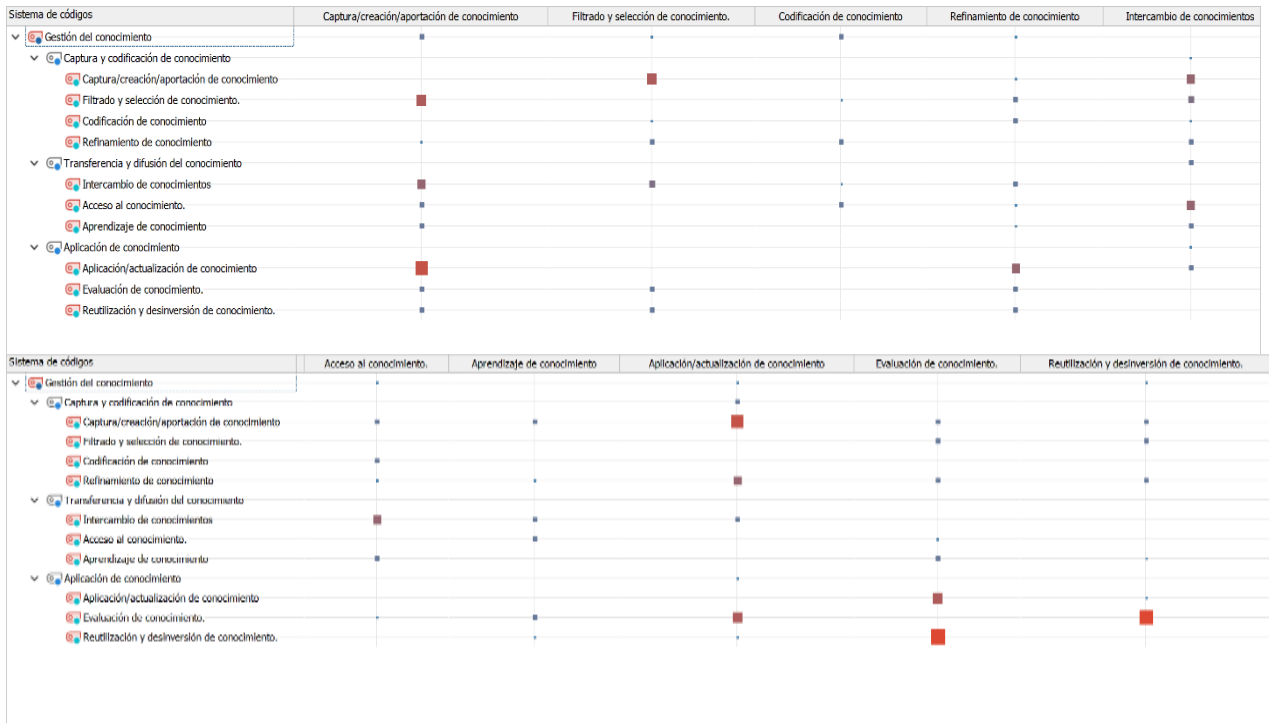 Sistema de códigos Captura/creación/aportación de conocimiento Filtrado y selección de conocimiento. Codificación de conocimiento Refinamiento de conocimiento Intercambio de conocimientos
Gestión del conocimiento
Captura y codificación de conocimiento
Captura/creación/aportación de conocimiento
Filtrado y selección de conocimiento.
Codificación de conocimiento
Refinamiento de conocimiento
Transferencia y difusión del conocimiento
Intercambio de conocimientos
Acceso al conocimiento.
Aprendizaje de conocimiento
Aplicación de conocimiento
Aplicación/actualización de conocimiento
Evaluación de conocimiento.
Reutilización y desinversión de conocimiento.
Sistema de códigos Acceso al conocimiento. Aprendizaje de conocimiento Aplicación/actualización de conocimiento Evaluación de conocimiento. Reutilización y desinversión de conocimiento.
Gestión del conocimiento
Captura y codificación de conocimiento
Captura/creación/aportación de conocimiento
Filtrado y selección de conocimiento.
Codificación de conocimiento
Refinamiento de conocimiento
Transferencia y difusión del conocimiento
Intercambio de conocimientos
Acceso al conocimiento.
Aprendizaje de conocimiento
Aplicación de conocimiento
Aplicación/actualización de conocimiento
Evaluación de conocimiento.
Reutilización y desinversión de conocimiento.